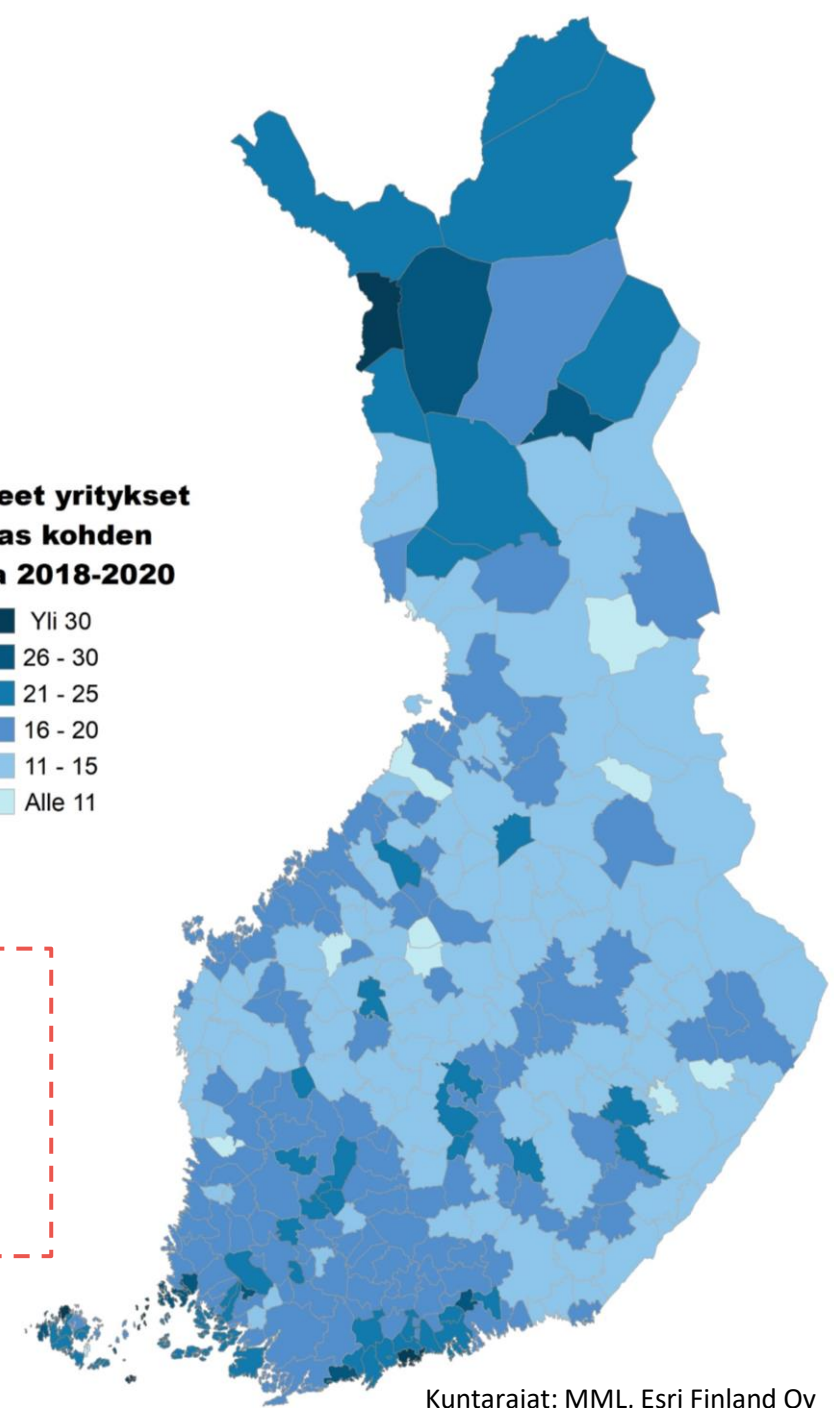 eet yritykset
as kohden
2018-2020
Yli 30
26 - 30
21 - 25
16 - 20
11 - 15
Alle 11
Kuntarajat: MML, Esri Finland Oy